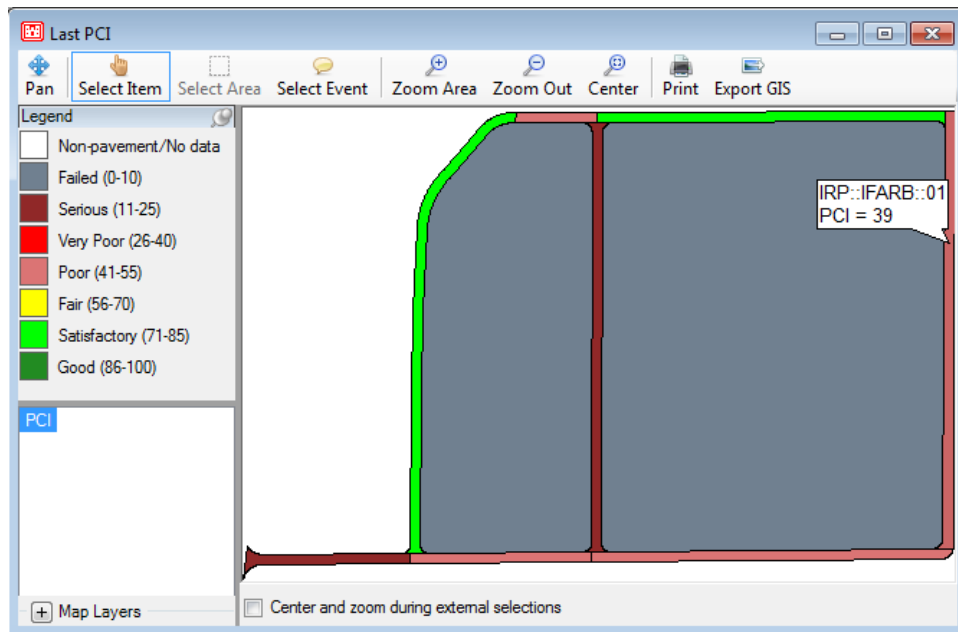 Last PCI
Pan Select Item Select Area Select Event Zoom Area Zoom Out Center Print Export GIS
Legend
Non-pavement/No data
Failed (0-10)
Serious (11-25)
Very Poor (26-40)
Poor (41-55)
Fair (56-70)
Satisfactory (71-85)
Good (86-100)
IRP::IFARB::01
PCI = 39
PCI
+ Map Layers
Center and zoom during external selections